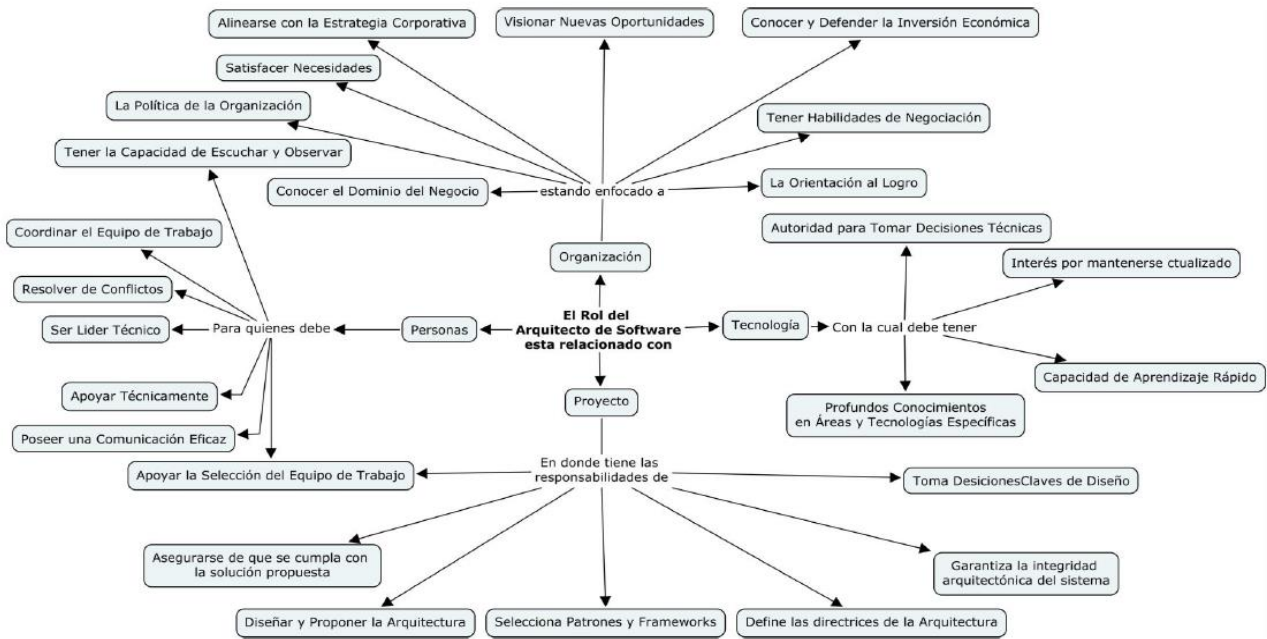 Alinearse con la Estrategia Corporativa
Visionar Nuevas Oportunidades
Conocer y Defender la Inversión Económica
Satisfacer Necesidades
La Política de la Organización
Tener Habilidades de Negociación
Tener la Capacidad de Escuchar y Observar
Conocer el Dominio del Negocio
estando enfocado a
La Orientación al Logro
Autoridad para Tomar Decisiones Técnicas
Coordinar el Equipo de Trabajo
Organización
Interés por mantenerse ctualizado
Resolver de Conflictos
Ser Lider Técnico
Para quienes debe
Personas
El Rol del
Arquitecto de Software
esta relacionado con
Tecnología
Con la cual debe tener
Capacidad de Aprendizaje Rápido
Apoyar Técnicamente
Proyecto
Profundos Conocimientos
en Áreas y Tecnologías Específicas
Poseer una Comunicación Eficaz
Apoyar la Selección del Equipo de Trabajo
En donde tiene las
responsabilidades de
Toma DesicionesClaves de Diseño
Asegurarse de que se cumpla con
la solución propuesta
Garantiza la integridad
arquitectónica del sistema
Diseñar y Proponer la Arquitectura
Selecciona Patrones y Frameworks
Define las directrices de la Arquitectura